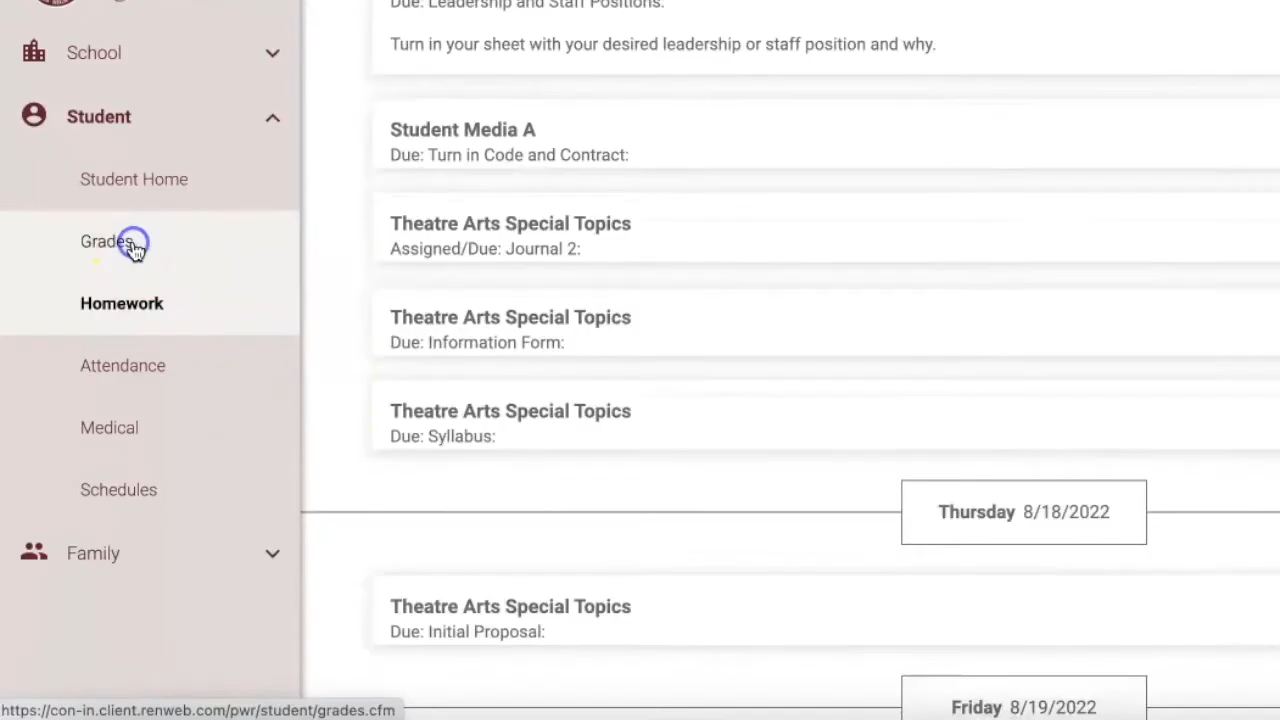 School
Student
Student Home
Grades
Homework
Attendance
Medical
Schedules
Family
Due: Leadership and Staff Positions:
Turn in your sheet with your desired leadership or staff position and why.
Student Media A
Due: Turn in Code and Contract:
Theatre Arts Special Topics
Assigned/Due: Journal 2:
Theatre Arts Special Topics
Due: Information Form:
Theatre Arts Special Topics
Due: Syllabus:
Thursday 8/18/2022
Theatre Arts Special Topics
Due: Initial Proposal:
Friday 8/19/2022
https://con-in.client.renweb.com/pwr/student/grades.cfm